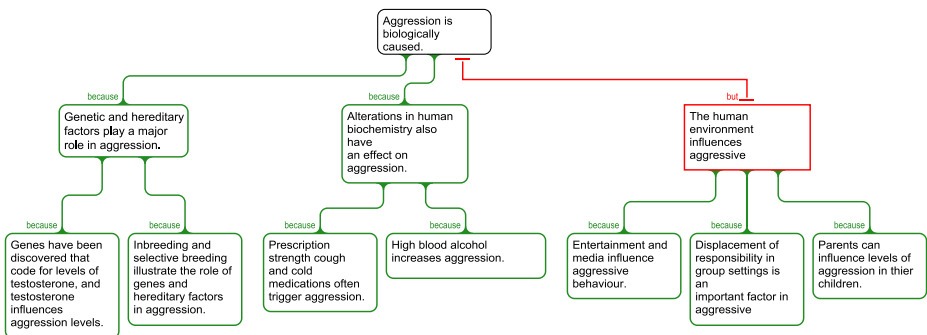 Aggression is
biologically
caused.
because
because
but
Genetic and hereditary
factors play a major
role in aggression.
Alterations in human
biochemistry also
have
an effect on
aggression.
The human
environment
influences
aggressive
because
because
because
because
because
because
because
Genes have been
discovered that
code for levels of
testosterone, and
testosterone
influences
aggression levels.
Inbreeding and
selective breeding
illustrate the role of
genes and
hereditary factors
in aggression.
Prescription
strength cough
and cold
medications often
trigger aggression.
High blood alcohol
increases aggression.
Entertainment and
media influence
aggressive
behaviour.
Displacement of
responsibility in
group settings is
an
important factor in
aggressive
Parents can
influence levels of
aggression in thier
children.